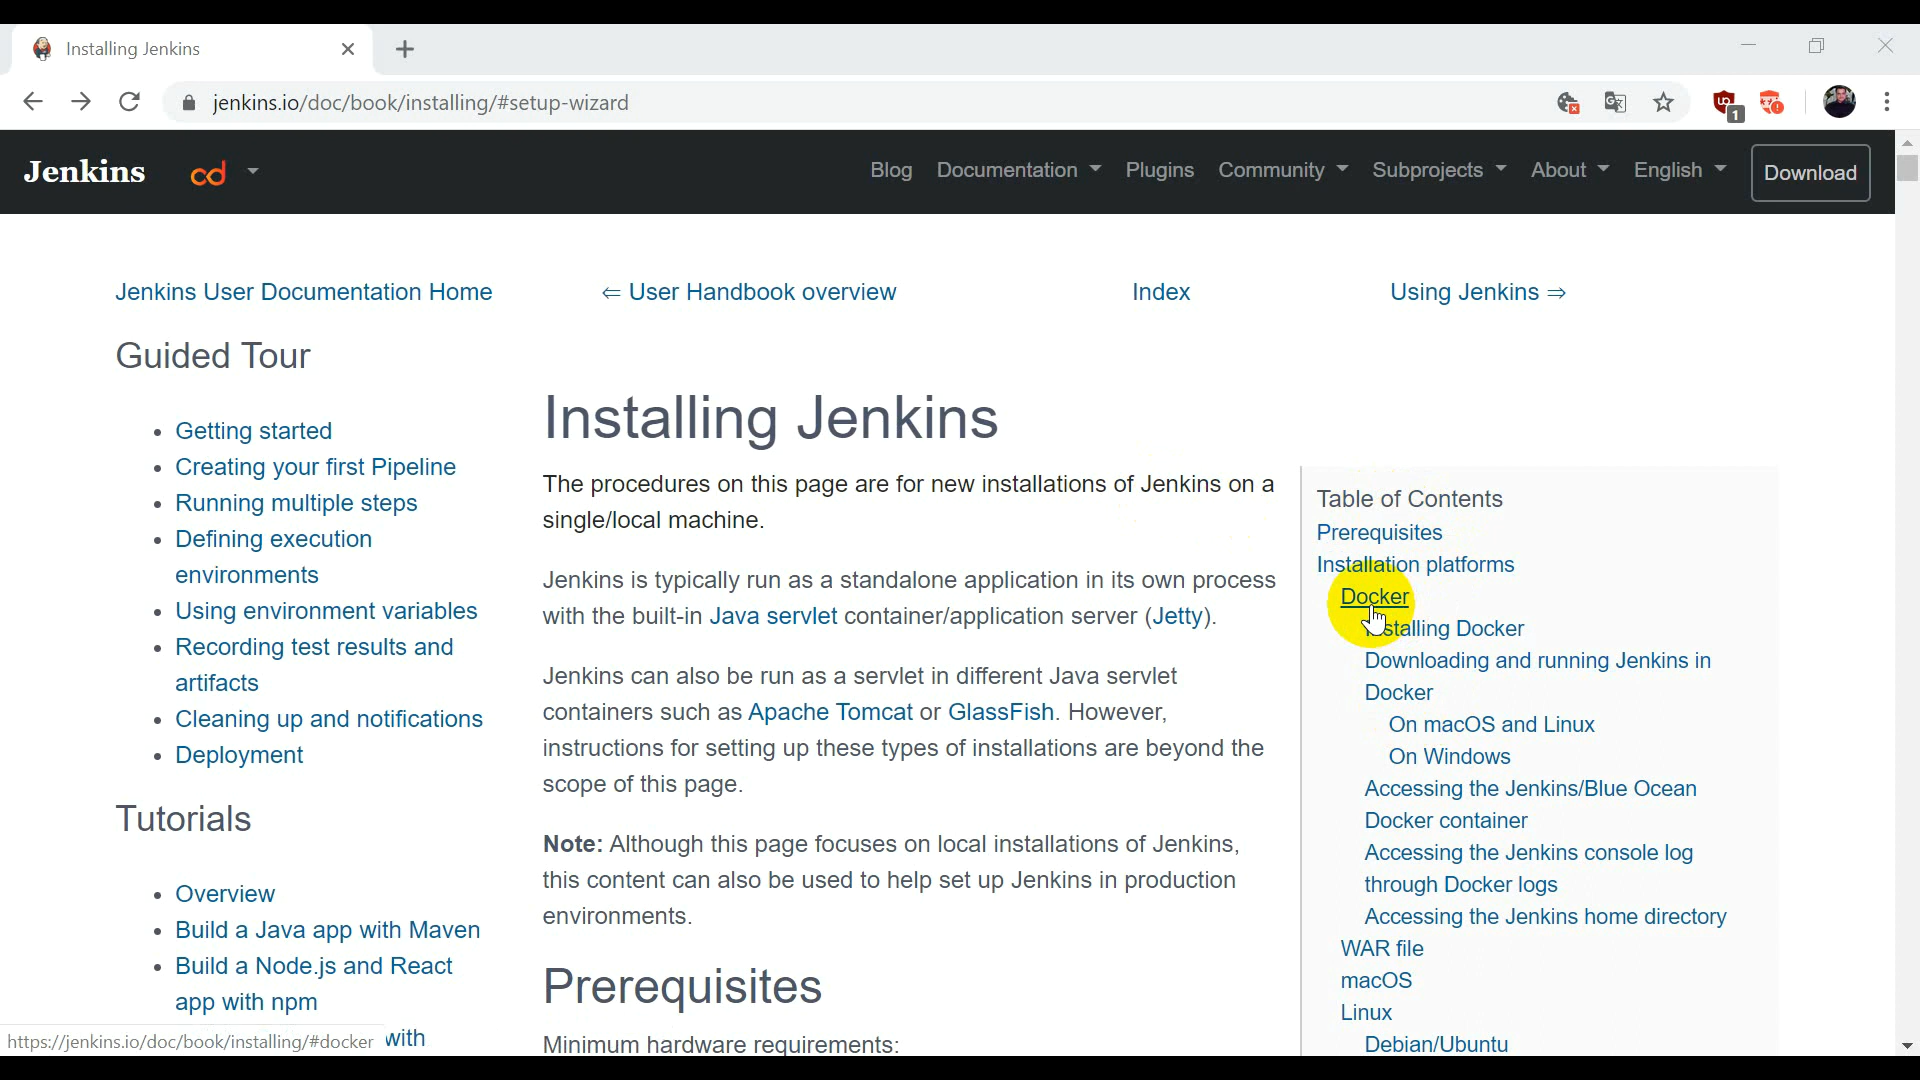 Installing Jenkins
jenkins.io/doc/book/installing/#setup-wizard
1
Jenkins
cd
Blog
Documentation
Plugins
Community
Subprojects
About
English
Download
Jenkins User Documentation Home
⇐ User Handbook overview
Index
Using Jenkins ⇒
Guided Tour
Getting started
Creating your first Pipeline
Running multiple steps
Defining execution
environments
Using environment variables
Recording test results and
artifacts
Cleaning up and notifications
Deployment
Tutorials
Overview
Build a Java app with Maven
Build a Node.js and React
app with npm
with
https://jenkins.io/doc/book/installing/#docker
Installing Jenkins
The procedures on this page are for new installations of Jenkins on a
single/local machine.
Jenkins is typically run as a standalone application in its own process
with the built-in Java servlet container/application server (Jetty).
Jenkins can also be run as a servlet in different Java servlet
containers such as Apache Tomcat or GlassFish. However,
instructions for setting up these types of installations are beyond the
scope of this page.
Note: Although this page focuses on local installations of Jenkins,
this content can also be used to help set up Jenkins in production
environments.
Prerequisites
Minimum hardware requirements:
Table of Contents
Prerequisites
Installation platforms
Docker
Installing Docker
Downloading and running Jenkins in
Docker
On macOS and Linux
On Windows
Accessing the Jenkins/Blue Ocean
Docker container
Accessing the Jenkins console log
through Docker logs
Accessing the Jenkins home directory
WAR file
macOS
Linux
Debian/Ubuntu